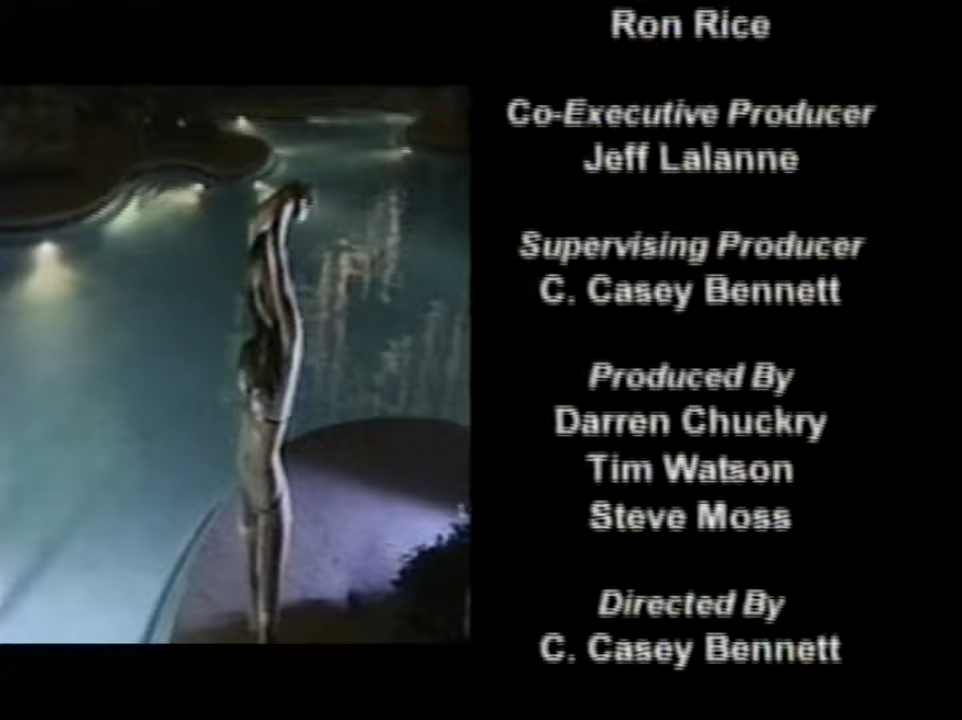 Ron Rice
Co-Executive Producer
Jeff Lalanne
Supervising Producer
C. Casey Bennett
Produced By
Darren Chuckry
Tim Watson
Steve Moss
Directed By
C. Casey Bennett